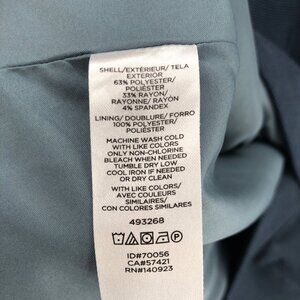 SHELL/EXTÉRIEUR/TELA
EXTERIOR
63% POLYESTER/
POLIÉSTER
33% RAYON/
RAYONNE/ RAYÓN
4% SPANDEX
LINING/ DOUBLURE/ FORRO
100% POLYESTER/
POLIÉSTER
MACHINE WASH COLD
WITH LIKE COLORS
ONLY NON-CHLORINE
BLEACH WHEN NEEDED
TUMBLE DRY LOW
COOL IRON IF NEEDED
OR DRY CLEAN
WITH LIKE COLORS/
AVEC COULEURS
SIMILAIRES/
CON COLORES SIMILARES
493268
ID#70056
CA#57421
RN#140923